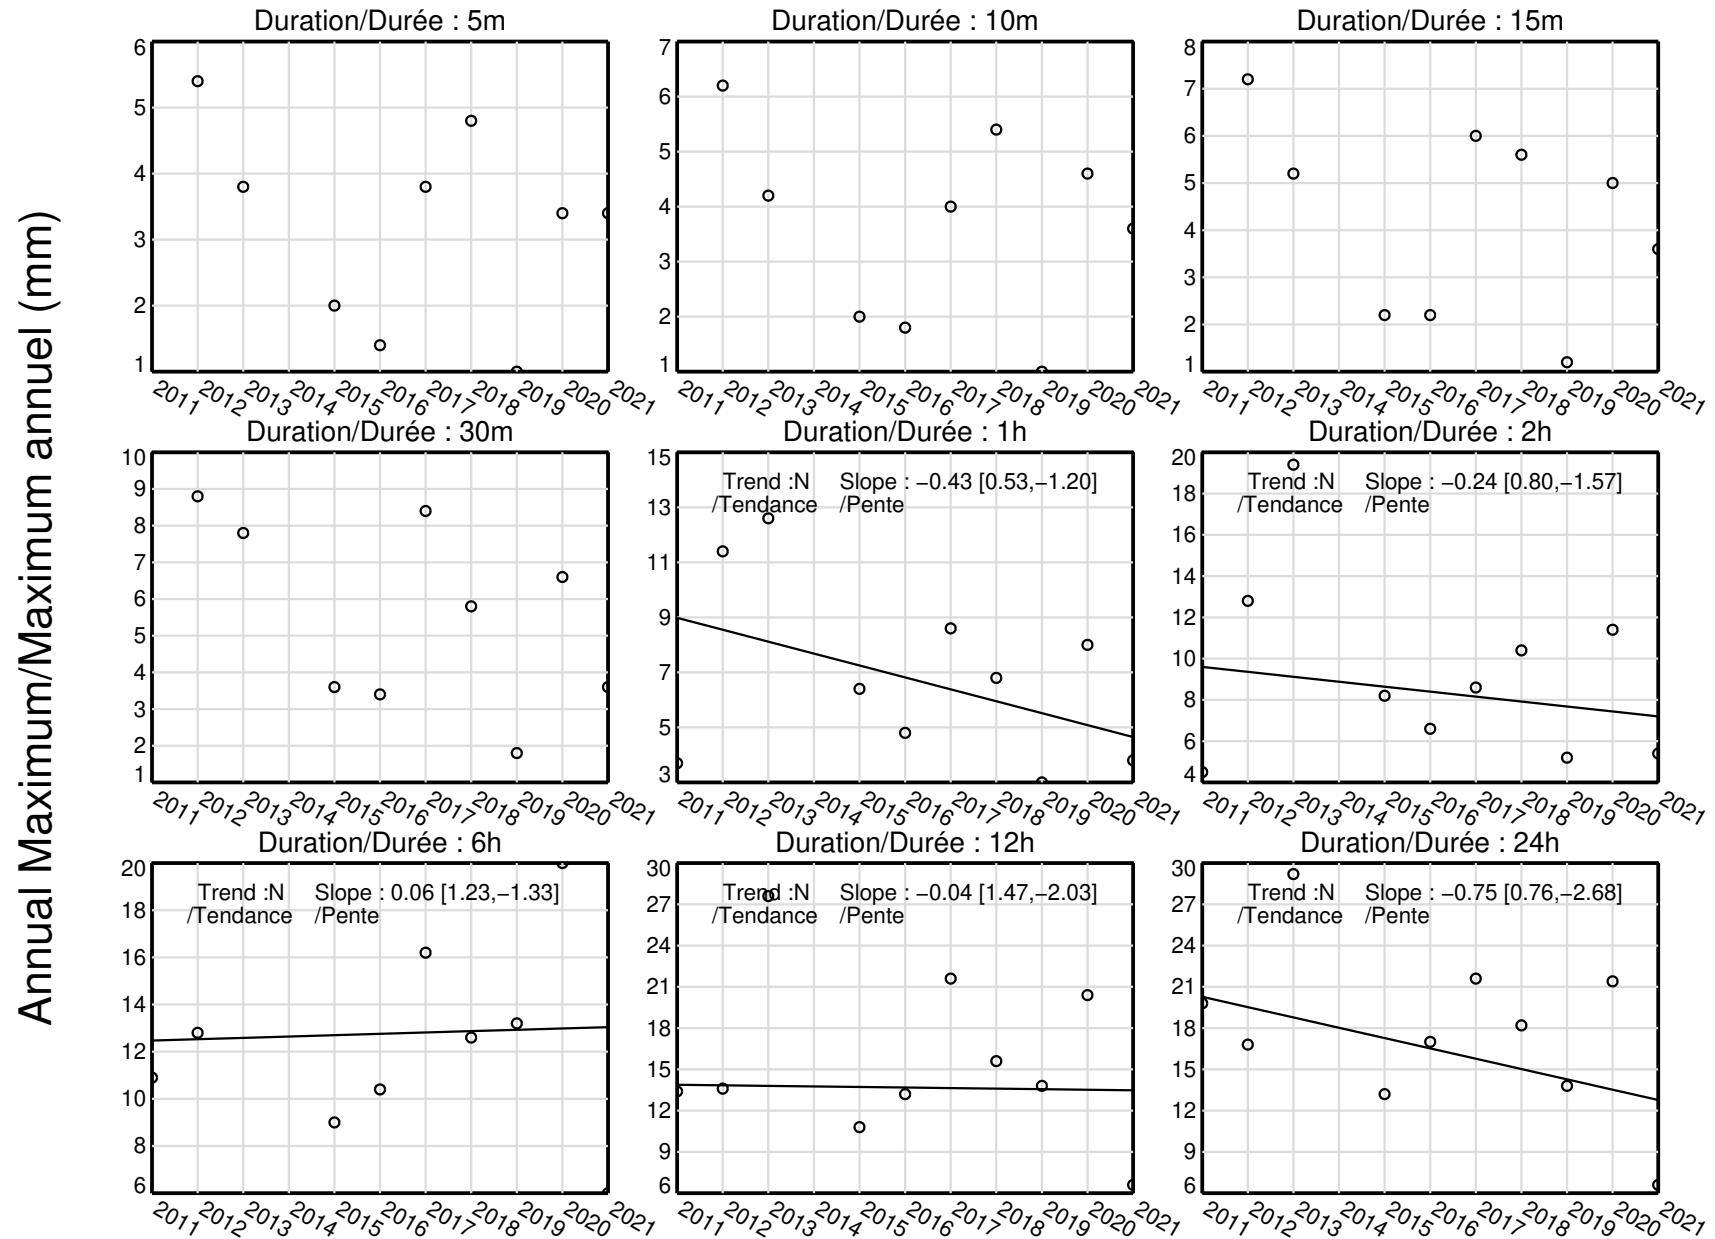 Annual Maximum/Maximum annuel (mm)
Duration/Durée : 5m
6
5
4
3
2
1
2011 2012 2013 2014 2015 2016 2017 2018 2019 2020 2021
Duration/Durée : 10m
7
6
5
4
3
2
1
2011 2012 2013 2014 2015 2016 2017 2018 2019 2020 2021
Duration/Durée : 15m
8
7
6
5
4
3
2
1
2011 2012 2013 2014 2015 2016 2017 2018 2019 2020 2021
Duration/Durée : 30m
10
9
8
7
6
5
4
3
2
1
2011 2012 2013 2014 2015 2016 2017 2018 2019 2020 2021
Duration/Durée : 1h
Trend :N Slope : −0.43 [0.53,−1.20]
/Tendance /Pente
15
13
11
9
7
5
3
2011 2012 2013 2014 2015 2016 2017 2018 2019 2020 2021
Duration/Durée : 2h
Trend :N Slope : −0.24 [0.80,−1.57]
/Tendance /Pente
20
18
16
14
12
10
8
6
4
2011 2012 2013 2014 2015 2016 2017 2018 2019 2020 2021
Duration/Durée : 6h
Trend :N Slope : 0.06 [1.23,−1.33]
/Tendance /Pente
20
18
16
14
12
10
8
6
2011 2012 2013 2014 2015 2016 2017 2018 2019 2020 2021
Duration/Durée : 12h
Trend :N Slope : −0.04 [1.47,−2.03]
/Tendance /Pente
30
27
24
21
18
15
12
9
6
2011 2012 2013 2014 2015 2016 2017 2018 2019 2020 2021
Duration/Durée : 24h
Trend :N Slope : −0.75 [0.76,−2.68]
/Tendance /Pente
30
27
24
21
18
15
12
9
6
2011 2012 2013 2014 2015 2016 2017 2018 2019 2020 2021